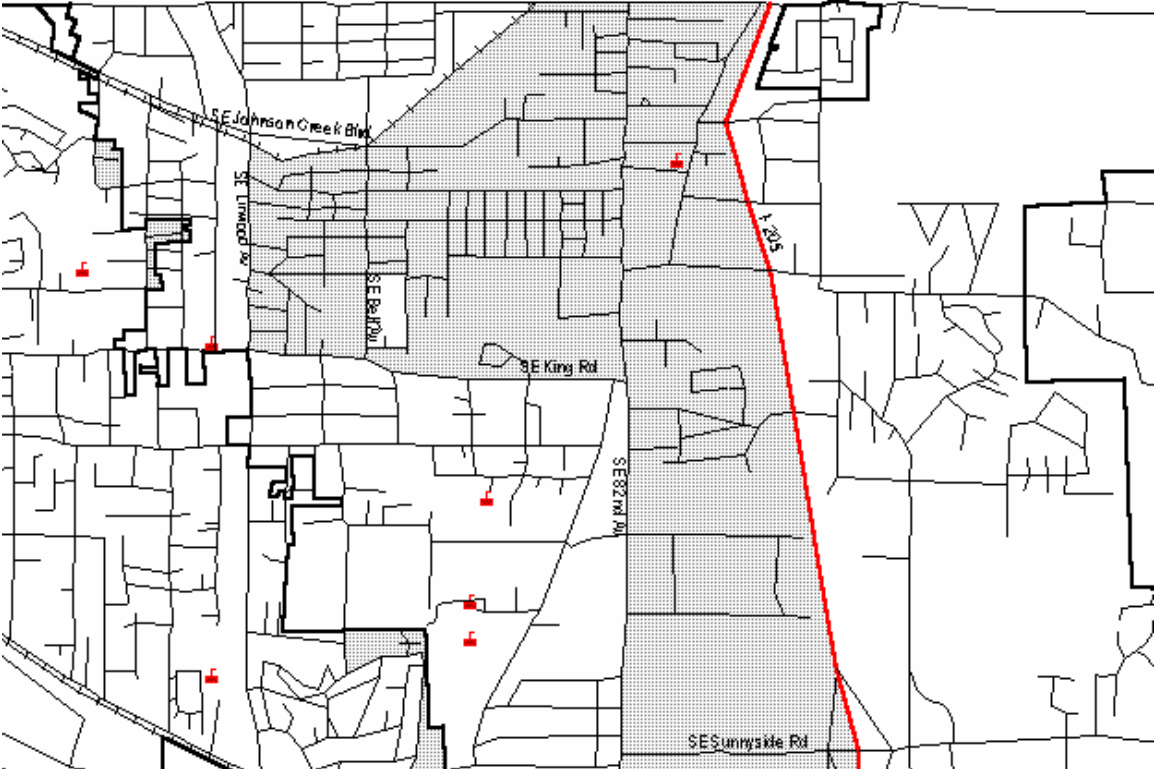 SE Johnson Creek Blvd
SE Linwood Av
I-205
SE Bell Av
SE King Rd
SE 82nd Av
SE Sunnyside Rd